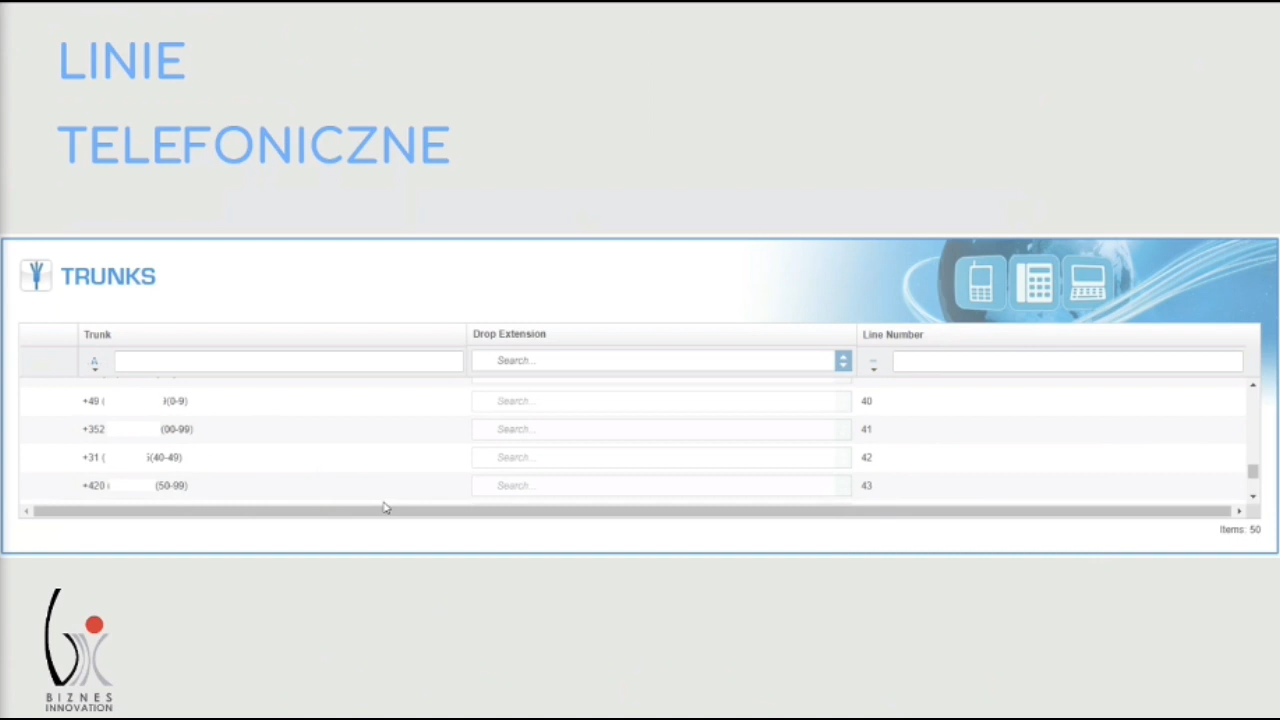 LINIE
TELEFONICZNE
TRUNKS
Trunk Drop Extension Line Number
A Search...
+49 ( (0-9) Search... 40
+352 (00-99) Search... 41
+31 ( (40-49) Search... 42
+420 (50-99) Search... 43
Items: 50
BIZNES
INNOVATION